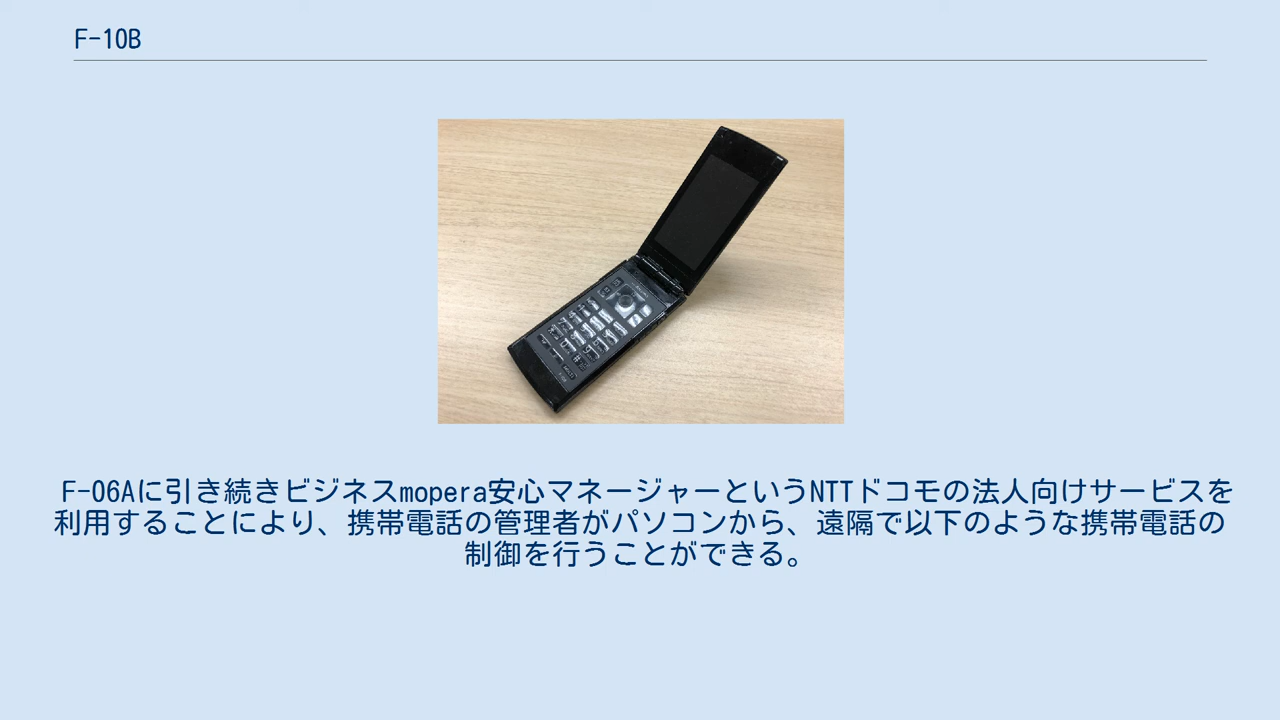 F-10B
F-06Aに引き続きビジネスmopera安心マネージャーというNTTドコモの法人向けサービスを
利用することにより、携帯電話の管理者がパソコンから、遠隔で以下のような携帯電話の
制御を行うことができる。